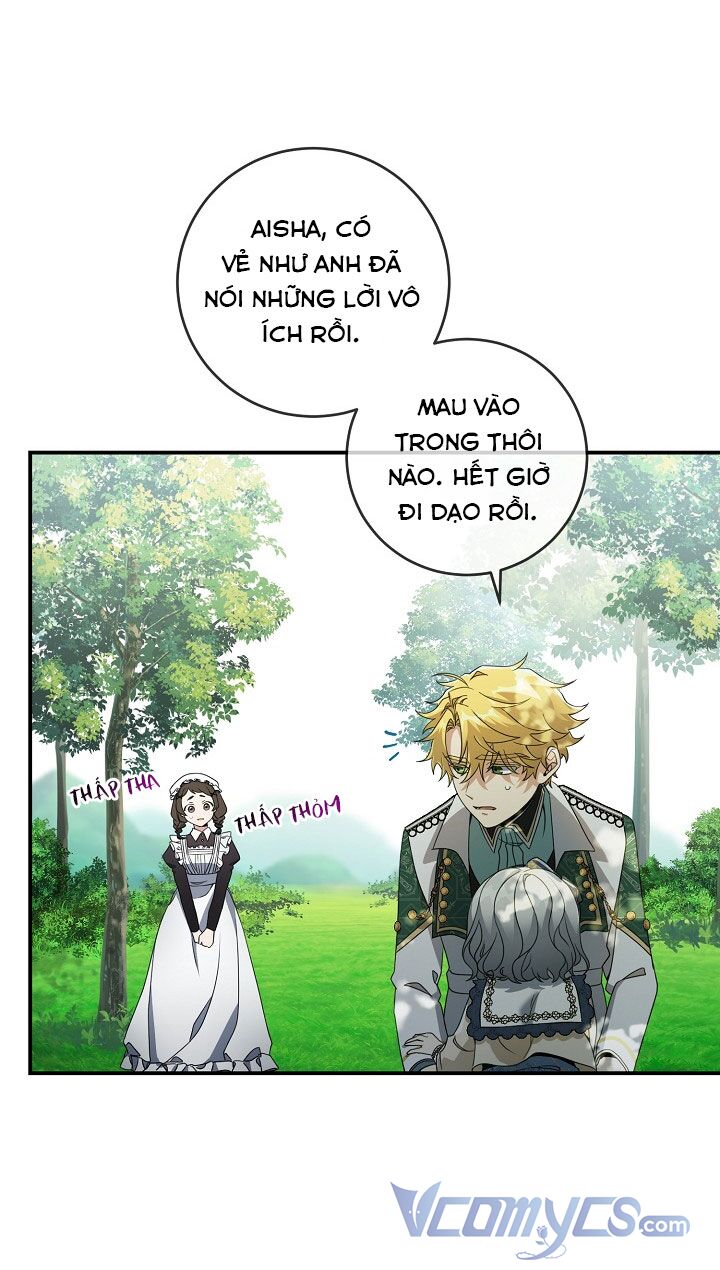 AISHA, CÓ
VẺ NHƯ ANH ĐÃ
NÓI NHỮNG LỜI VÔ
ÍCH RỒI.
MAU VÀO
TRONG THÔI
NÀO. HẾT GIỜ
ĐI DẠO RỒI.
THẤP THA
THẤP THỎM
VCOMYCS.com